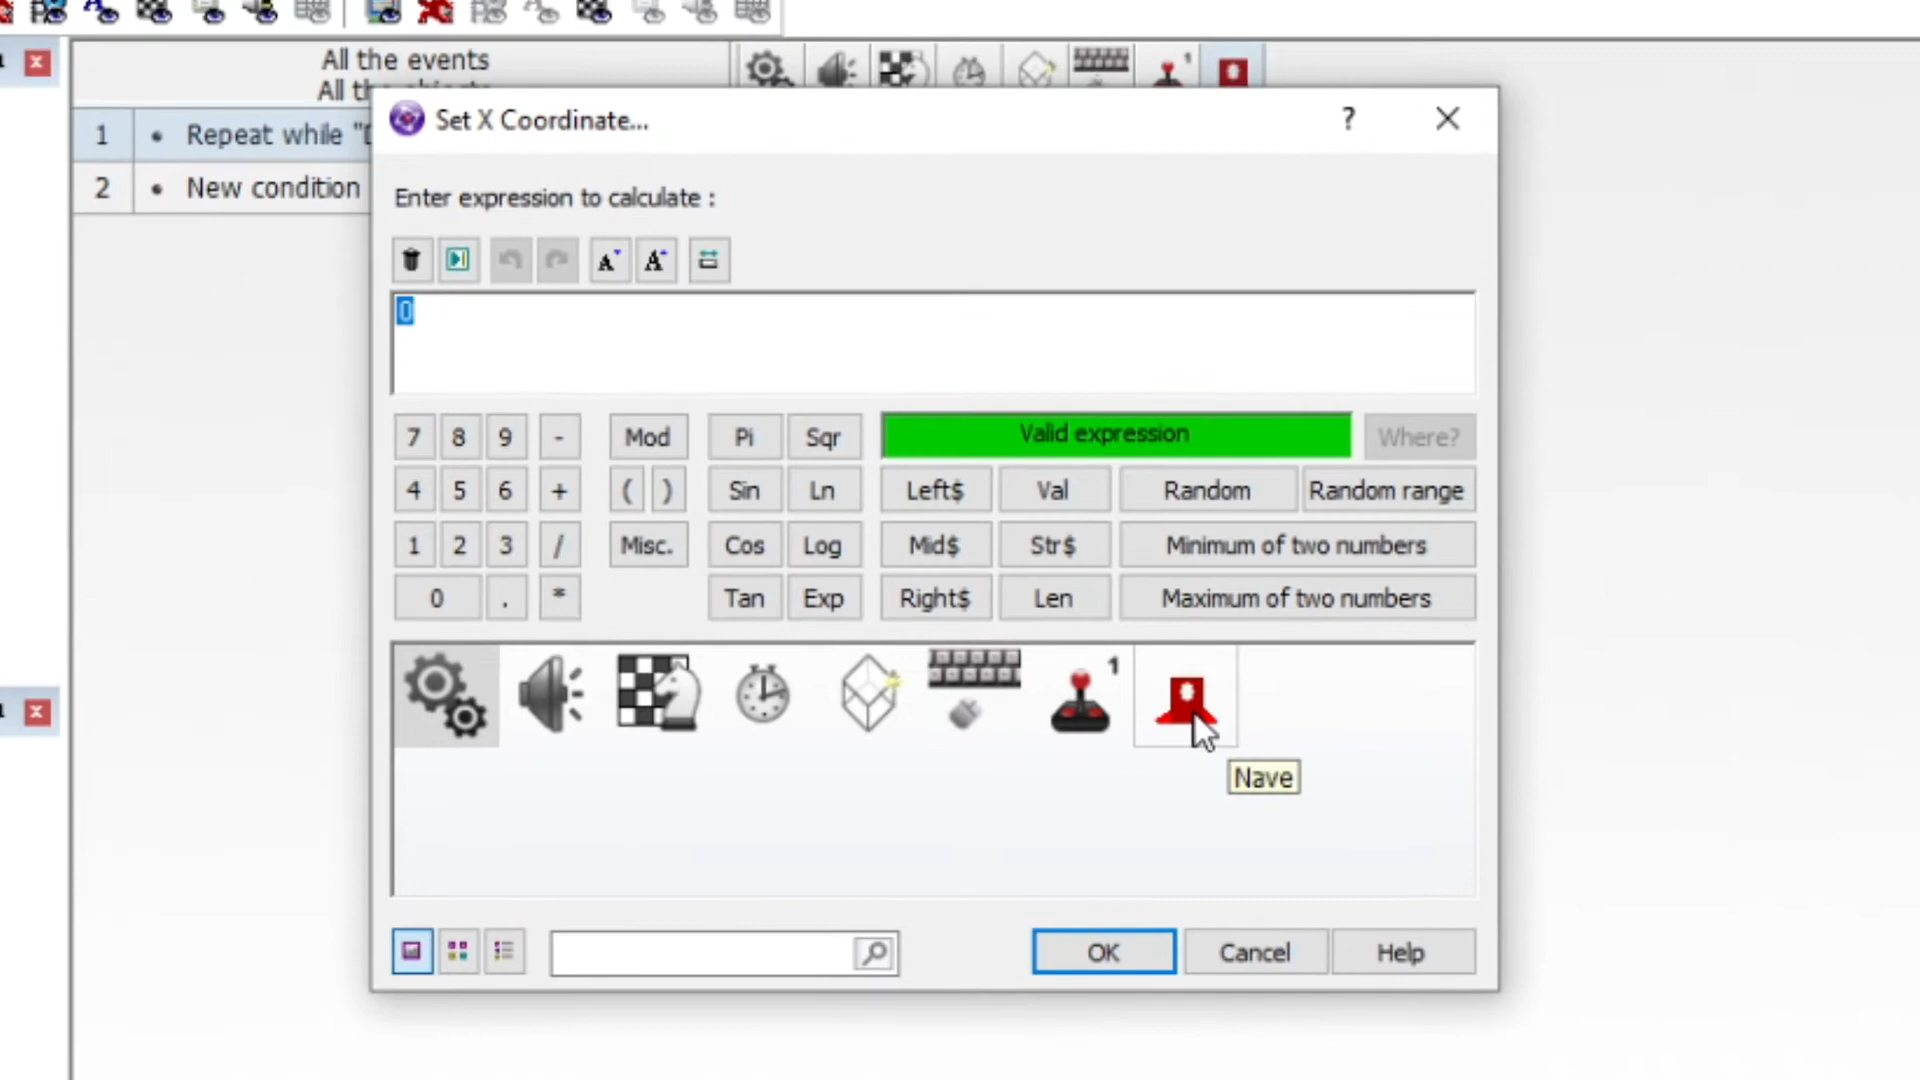 All the events
All
1 • Repeat while "
2 • New condition
Set X Coordinate...
?
Enter expression to calculate :
0
7 8 9 - Mod Pi Sqr Valid expression Where?
4 5 6 + ( ) Sin Ln Left$ Val Random Random range
1 2 3 / Misc. Cos Log Mid$ Str$ Minimum of two numbers
0 . * Tan Exp Right$ Len Maximum of two numbers
1
Nave
OK Cancel Help